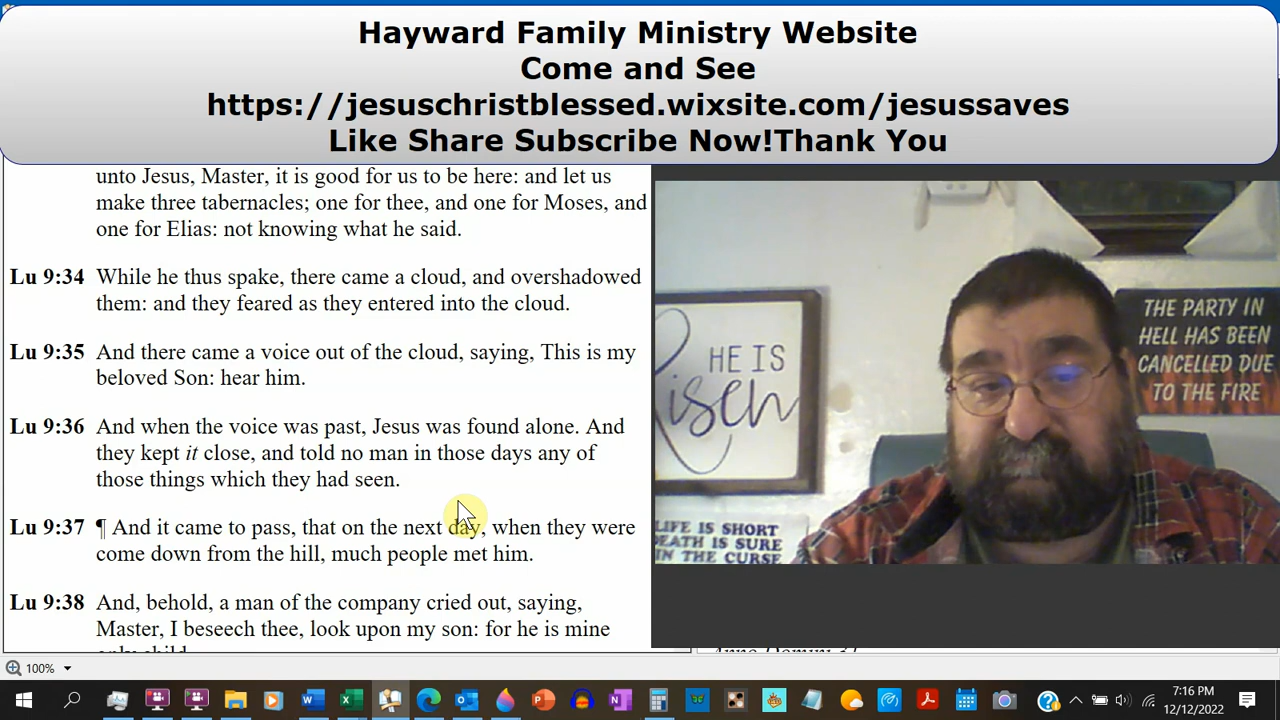 Hayward Family Ministry Website
Come and See
https://jesuschristblessed.wixsite.com/jesussaves
Like Share Subscribe Now!Thank You
unto Jesus, Master, it is good for us to be here: and let us
make three tabernacles; one for thee, and one for Moses, and
one for Elias: not knowing what he said.
Lu 9:34 While he thus spake, there came a cloud, and overshadowed
them: and they feared as they entered into the cloud.
Lu 9:35 And there came a voice out of the cloud, saying, This is my
beloved Son: hear him.
Lu 9:36 And when the voice was past, Jesus was found alone. And
they kept it close, and told no man in those days any of
those things which they had seen.
Lu 9:37 ¶ And it came to pass, that on the next day, when they were
come down from the hill, much people met him.
Lu 9:38 And, behold, a man of the company cried out, saying,
Master, I beseech thee, look upon my son: for he is mine
only child.
HE IS
Risen
THE PARTY IN
HELL HAS BEEN
CANCELLED DUE
TO THE FIRE
LIFE IS SHORT
DEATH IS SURE
IN THE CURSE
100%
7:16 PM
12/12/2022